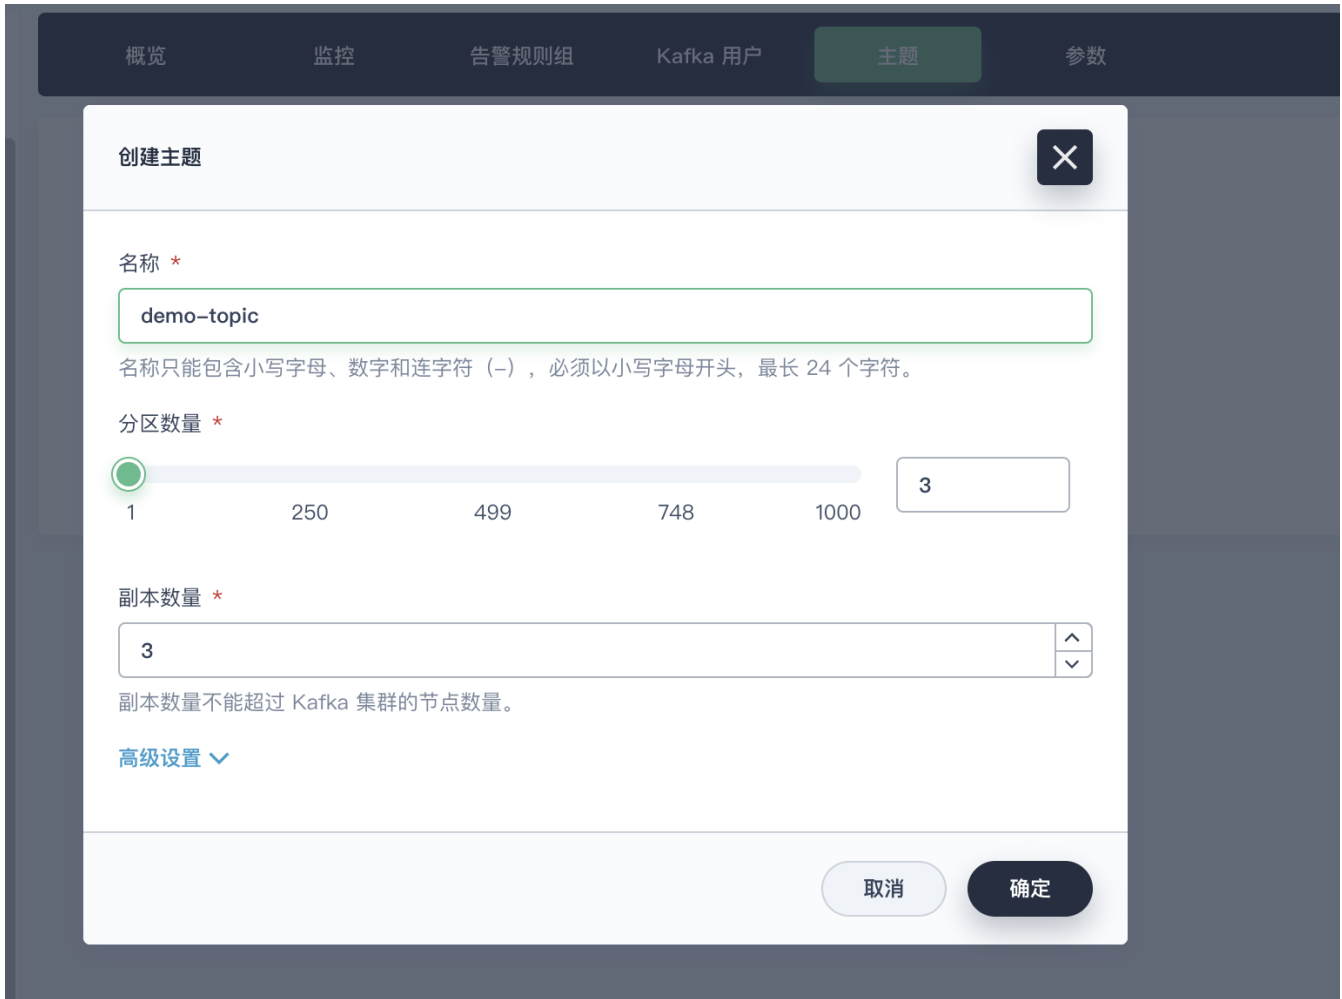 概览 监控 告警规则组 Kafka 用户 主题 参数
创建主题
名称 *
demo-topic
名称只能包含小写字母、数字和连字符（-），必须以小写字母开头，最长 24 个字符。
分区数量 *
3
1 250 499 748 1000
副本数量 *
3
副本数量不能超过 Kafka 集群的节点数量。
高级设置
取消 确定